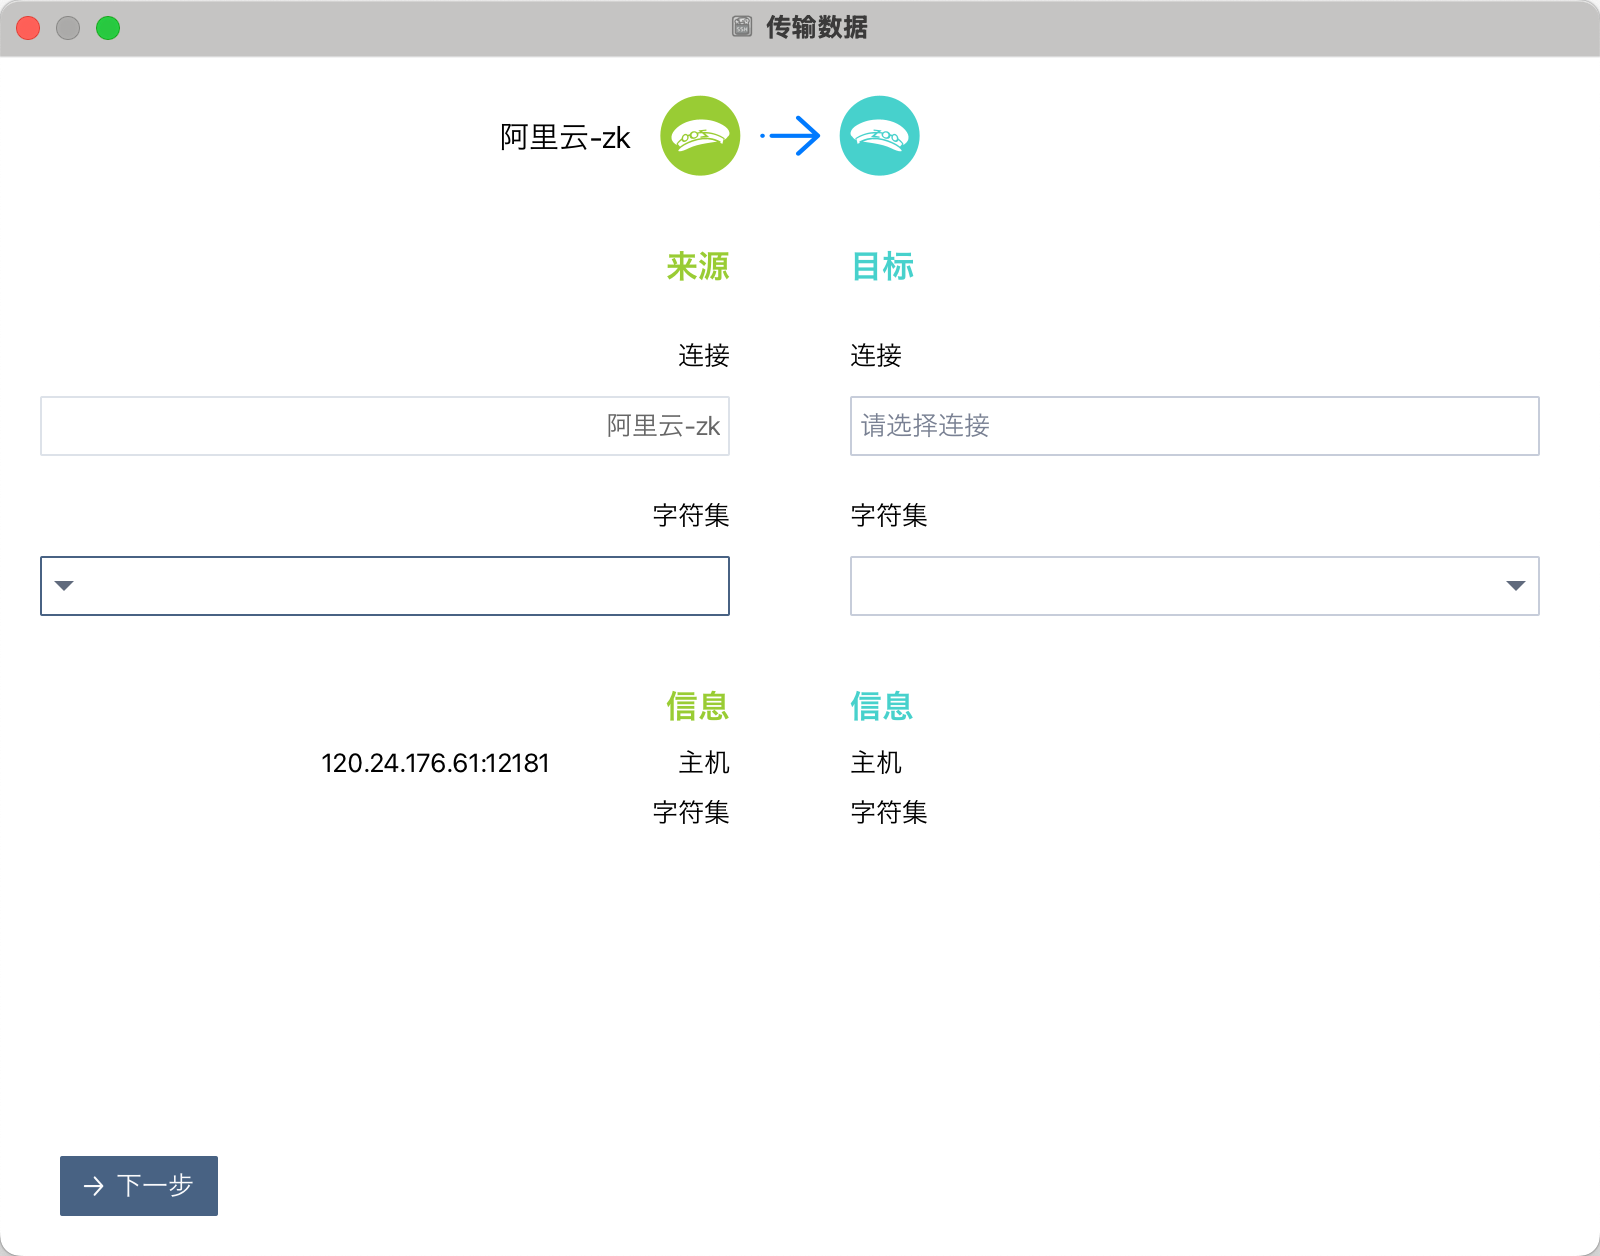 传输数据
阿里云-zk
来源
目标
连接
连接
阿里云-zk
请选择连接
字符集
字符集
信息
信息
120.24.176.61:12181
主机
主机
字符集
字符集
下一步